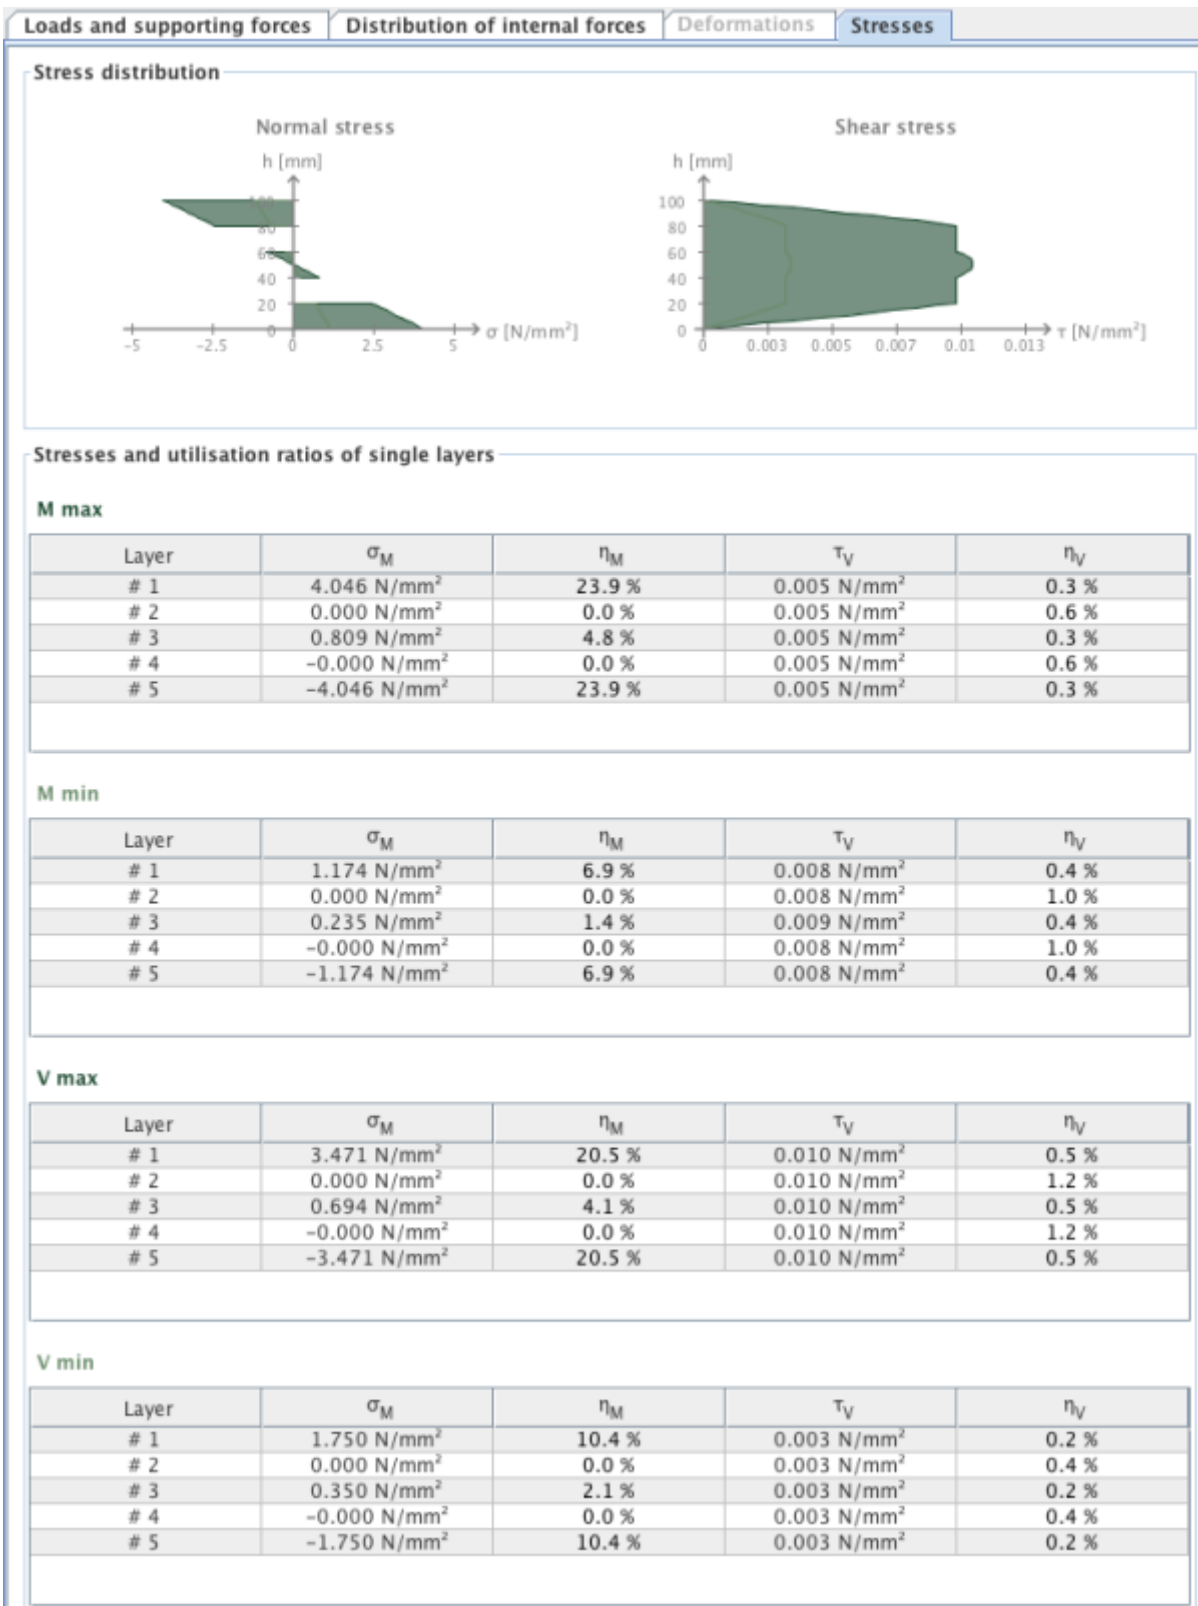 Loads and supporting forces Distribution of internal forces Deformations Stresses
Stress distribution
Normal stress
h [mm]
100
80
60
40
20
0
-5 -2.5 0 2.5 5 σ [N/mm²]
Shear stress
h [mm]
100
80
60
40
20
0
0 0.003 0.005 0.007 0.01 0.013 τ [N/mm²]
Stresses and utilisation ratios of single layers
M max
Layer σM ηM τV ηV
# 1 4.046 N/mm² 23.9 % 0.005 N/mm² 0.3 %
# 2 0.000 N/mm² 0.0 % 0.005 N/mm² 0.6 %
# 3 0.809 N/mm² 4.8 % 0.005 N/mm² 0.3 %
# 4 -0.000 N/mm² 0.0 % 0.005 N/mm² 0.6 %
# 5 -4.046 N/mm² 23.9 % 0.005 N/mm² 0.3 %
M min
Layer σM ηM τV ηV
# 1 1.174 N/mm² 6.9 % 0.008 N/mm² 0.4 %
# 2 0.000 N/mm² 0.0 % 0.008 N/mm² 1.0 %
# 3 0.235 N/mm² 1.4 % 0.009 N/mm² 0.4 %
# 4 -0.000 N/mm² 0.0 % 0.008 N/mm² 1.0 %
# 5 -1.174 N/mm² 6.9 % 0.008 N/mm² 0.4 %
V max
Layer σM ηM τV ηV
# 1 3.471 N/mm² 20.5 % 0.010 N/mm² 0.5 %
# 2 0.000 N/mm² 0.0 % 0.010 N/mm² 1.2 %
# 3 0.694 N/mm² 4.1 % 0.010 N/mm² 0.5 %
# 4 -0.000 N/mm² 0.0 % 0.010 N/mm² 1.2 %
# 5 -3.471 N/mm² 20.5 % 0.010 N/mm² 0.5 %
V min
Layer σM ηM τV ηV
# 1 1.750 N/mm² 10.4 % 0.003 N/mm² 0.2 %
# 2 0.000 N/mm² 0.0 % 0.003 N/mm² 0.4 %
# 3 0.350 N/mm² 2.1 % 0.003 N/mm² 0.2 %
# 4 -0.000 N/mm² 0.0 % 0.003 N/mm² 0.4 %
# 5 -1.750 N/mm² 10.4 % 0.003 N/mm² 0.2 %